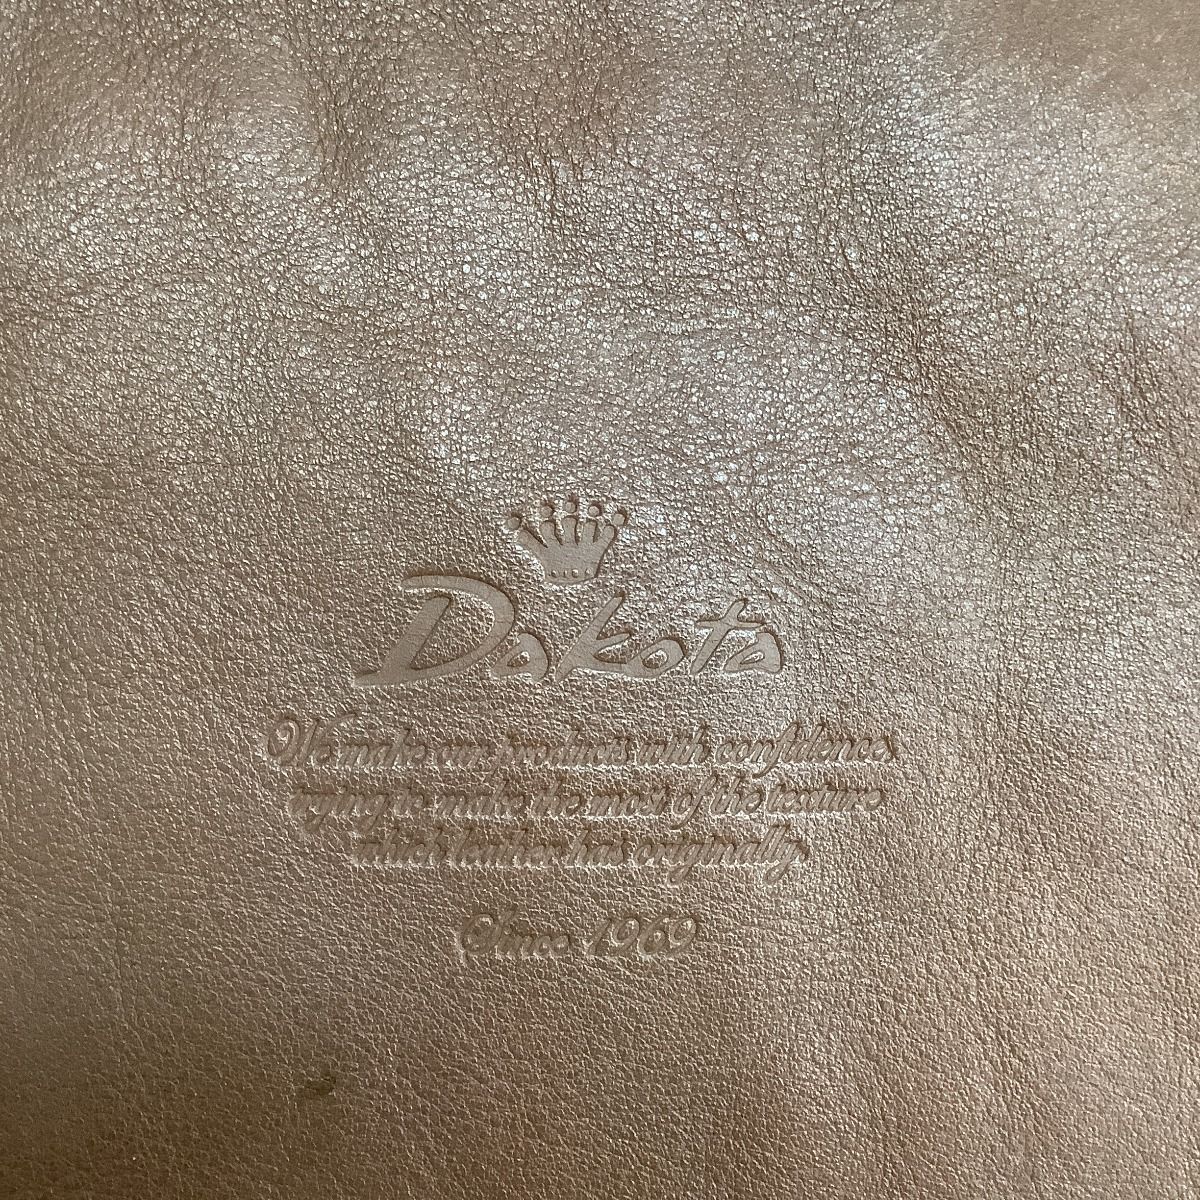 Dakota
We make our products with confidence,
trying to make the most of the texture
which leather has originally,
Since 1969